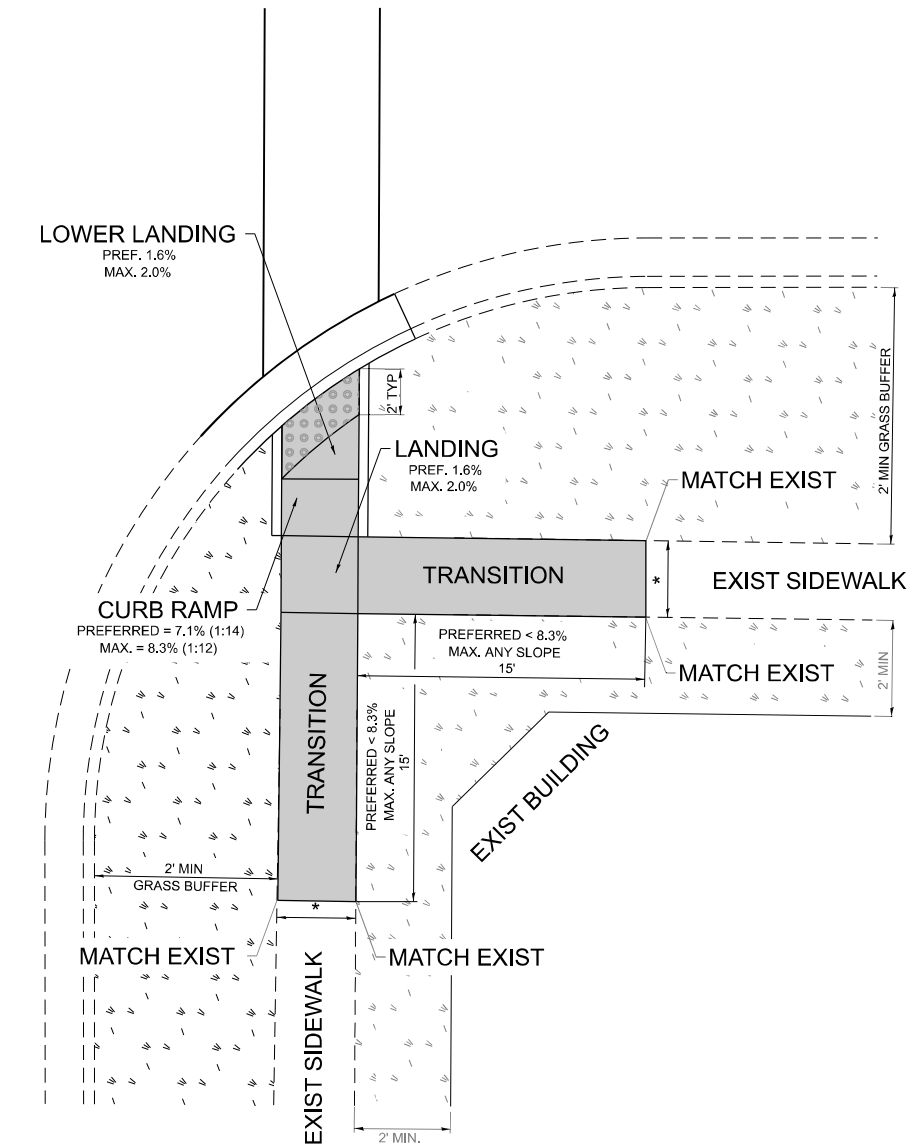 LOWER LANDING
PREF. 1.6%
MAX. 2.0%
2' TYP
LANDING
PREF. 1.6%
MAX. 2.0%
2' MIN GRASS BUFFER
MATCH EXIST
TRANSITION
*
EXIST SIDEWALK
CURB RAMP
PREFERRED = 7.1% (1:14)
MAX. = 8.3% (1:12)
PREFERRED < 8.3%
MAX. ANY SLOPE
15'
MATCH EXIST
2' MIN
TRANSITION
PREFERRED < 8.3%
MAX. ANY SLOPE
15'
EXIST BUILDING
2' MIN
GRASS BUFFER
*
MATCH EXIST
MATCH EXIST
EXIST SIDEWALK
2' MIN.